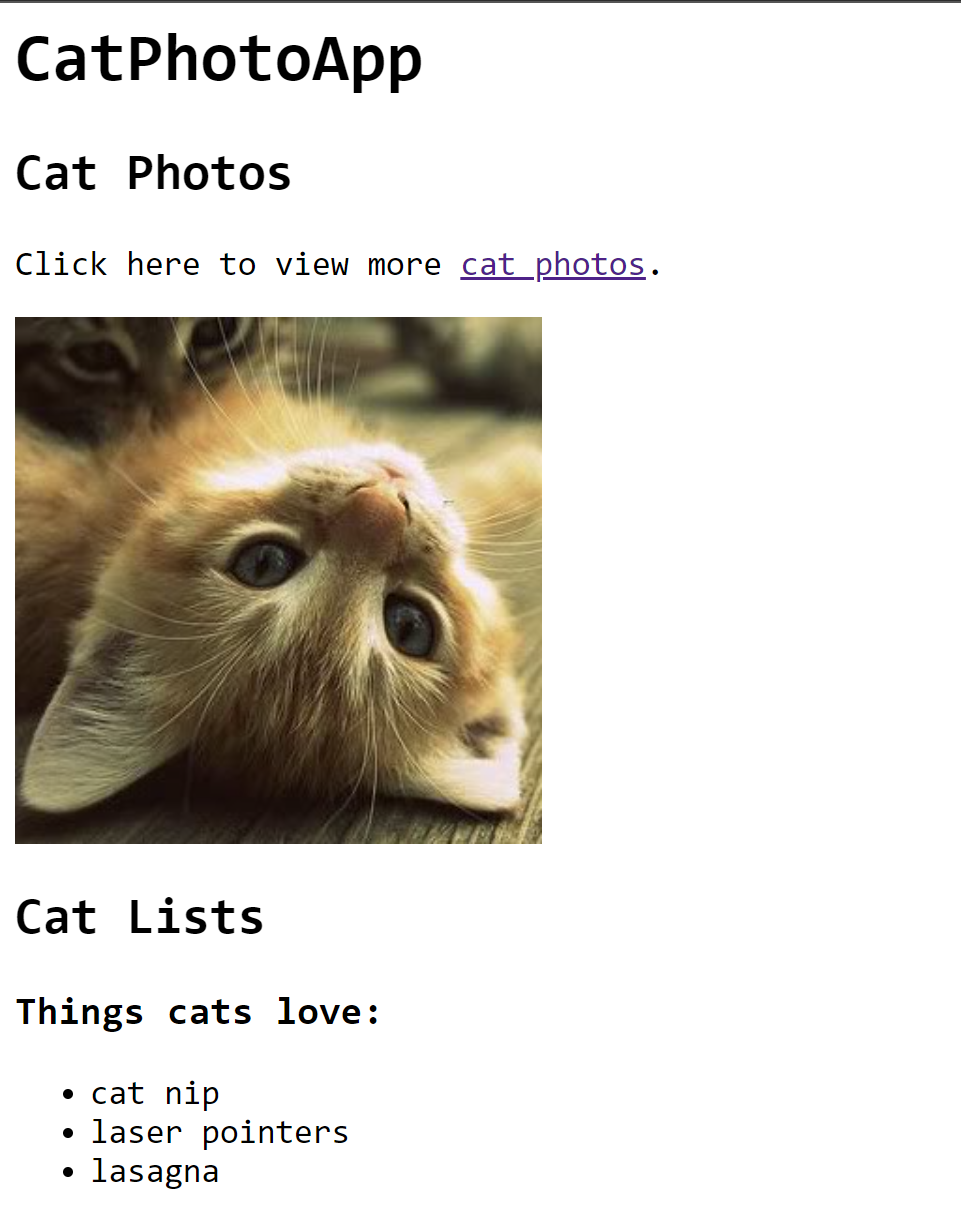 CatPhotoApp
Cat Photos
Click here to view more cat photos.
Cat Lists
Things cats love:
cat nip
laser pointers
lasagna